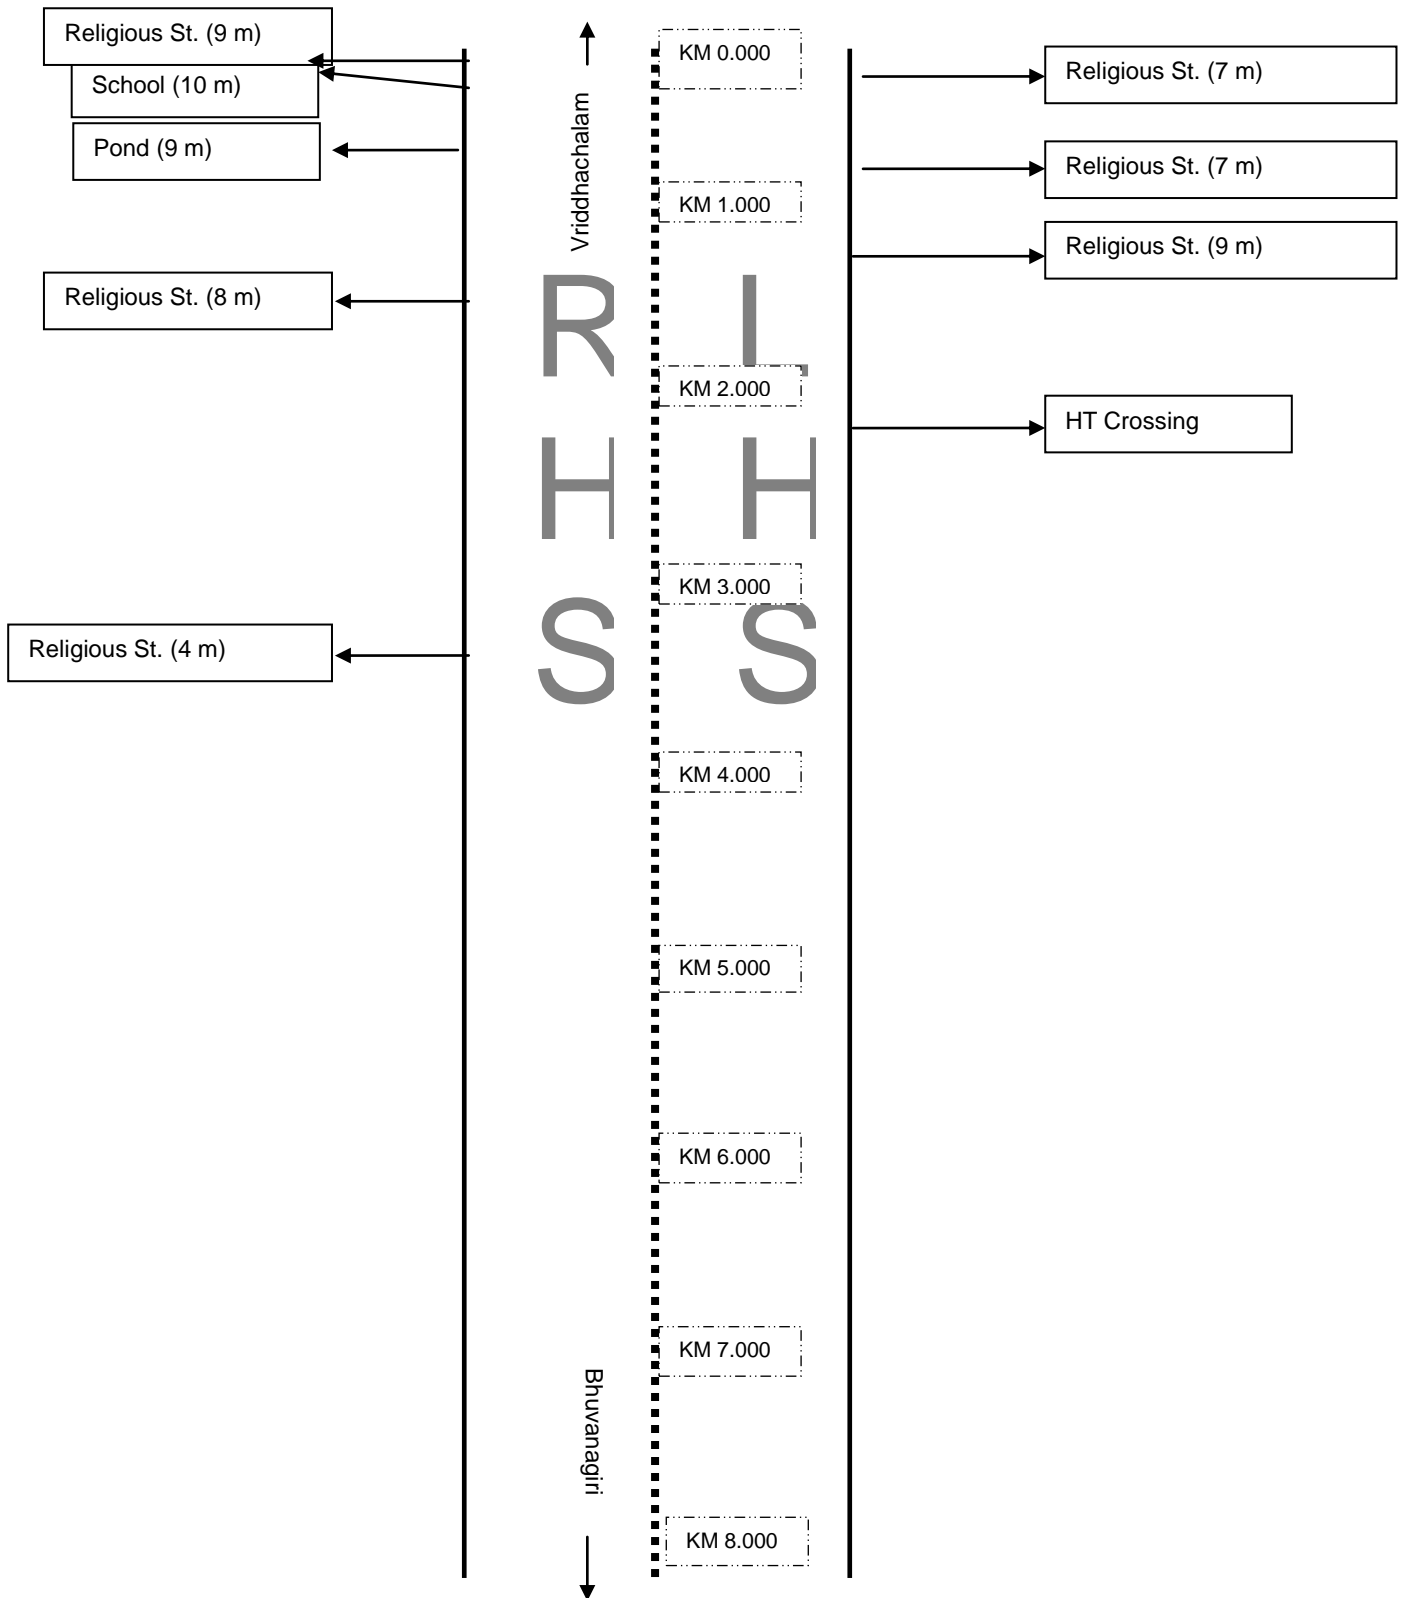 Religious St. (9 m)
School (10 m)
Pond (9 m)
Religious St. (8 m)
Religious St. (4 m)
Vriddhachalam
R
H
S
Bhuvanagiri
KM 0.000
KM 1.000
L
KM 2.000
H
KM 3.000
S
KM 4.000
KM 5.000
KM 6.000
KM 7.000
KM 8.000
Religious St. (7 m)
Religious St. (7 m)
Religious St. (9 m)
HT Crossing